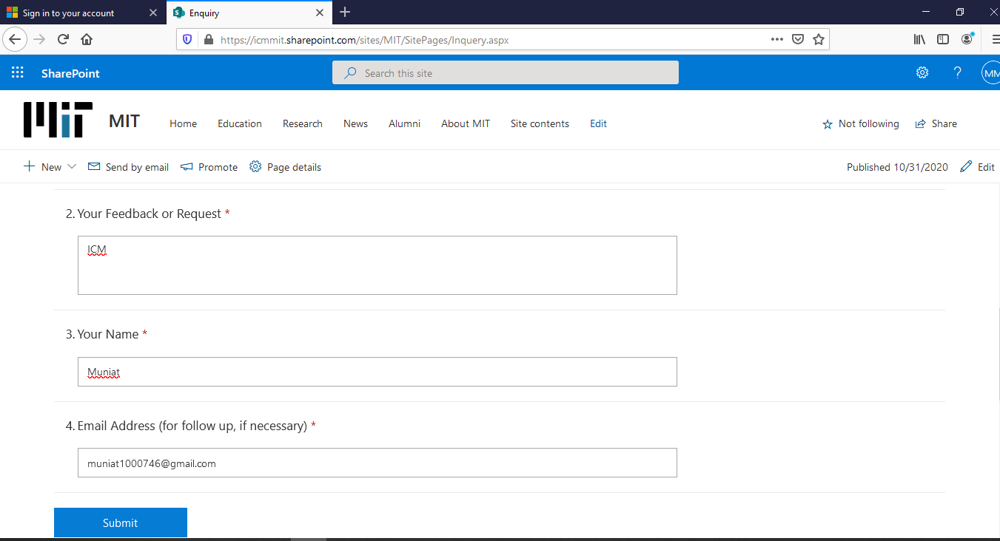 Sign in to your account
Enquiry
https://icmmit.sharepoint.com/sites/MIT/SitePages/Inquery.aspx
SharePoint
Search this site
MM
MIT
MIT
Home
Education
Research
News
Alumni
About MIT
Site contents
Edit
Not following
Share
New
Send by email
Promote
Page details
Published 10/31/2020
Edit
2. Your Feedback or Request *
ICM
3. Your Name *
Muniat
4. Email Address (for follow up, if necessary) *
muniat1000746@gmail.com
Submit